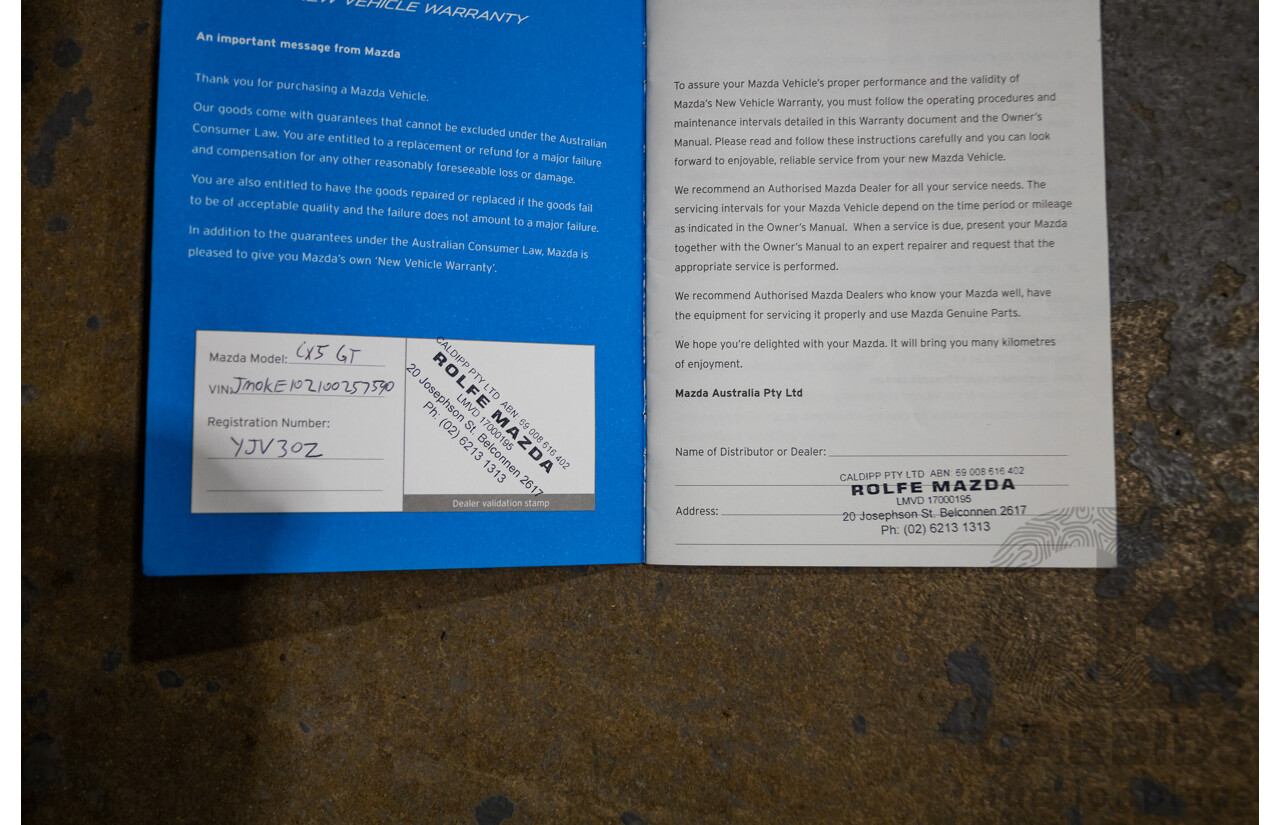 NEW VEHICLE WARRANTY
An important message from Mazda
Thank you for purchasing a Mazda Vehicle.
Our goods come with guarantees that cannot be excluded under the Australian
Consumer Law. You are entitled to a replacement or refund for a major failure
and compensation for any other reasonably foreseeable loss or damage.
You are also entitled to have the goods repaired or replaced if the goods fail
to be of acceptable quality and the failure does not amount to a major failure.
In addition to the guarantees under the Australian Consumer Law, Mazda is
pleased to give you Mazda's own 'New Vehicle Warranty'.
Mazda Model: CX5 GT
VIN: JM0KE102100257590
Registration Number:
YJV30Z
CALDIPP PTY LTD ABN 59 008 616 402
ROLFE MAZDA
LMVD 17000195
20 Josephson St. Belconnen 2617
Ph: (02) 6213 1313
Dealer validation stamp
To assure your Mazda Vehicle's proper performance and the validity of
Mazda's New Vehicle Warranty, you must follow the operating procedures and
maintenance intervals detailed in this Warranty document and the Owner's
Manual. Please read and follow these instructions carefully and you can look
forward to enjoyable, reliable service from your new Mazda Vehicle.
We recommend an Authorised Mazda Dealer for all your service needs. The
servicing intervals for your Mazda Vehicle depend on the time period or mileage
as indicated in the Owner's Manual. When a service is due, present your Mazda
together with the Owner's Manual to an expert repairer and request that the
appropriate service is performed.
We recommend Authorised Mazda Dealers who know your Mazda well, have
the equipment for servicing it properly and use Mazda Genuine Parts.
We hope you're delighted with your Mazda. It will bring you many kilometres
of enjoyment.
Mazda Australia Pty Ltd
Name of Distributor or Dealer:
CALDIPP PTY LTD ABN 59 008 616 402
ROLFE MAZDA
LMVD 17000195
Address:
20 Josephson St. Belconnen 2617
Ph: (02) 6213 1313